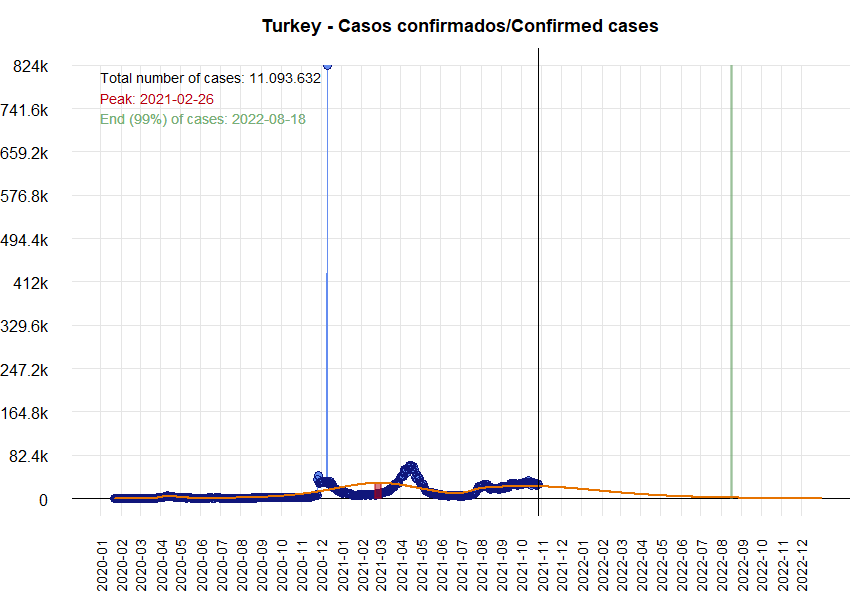 Turkey - Casos confirmados/Confirmed cases
824k
Total number of cases: 11.093.632
Peak: 2021-02-26
741.6k
End (99%) of cases: 2022-08-18
659.2k
576.8k
494.4k
412k
329.6k
247.2k
164.8k
82.4k
0
2020-01
2020-02
2020-03
2020-04
2020-05
2020-06
2020-07
2020-08
2020-09
2020-10
2020-11
2020-12
2021-01
2021-02
2021-03
2021-04
2021-05
2021-06
2021-07
2021-08
2021-09
2021-10
2021-11
2021-12
2022-01
2022-02
2022-03
2022-04
2022-05
2022-06
2022-07
2022-08
2022-09
2022-10
2022-11
2022-12